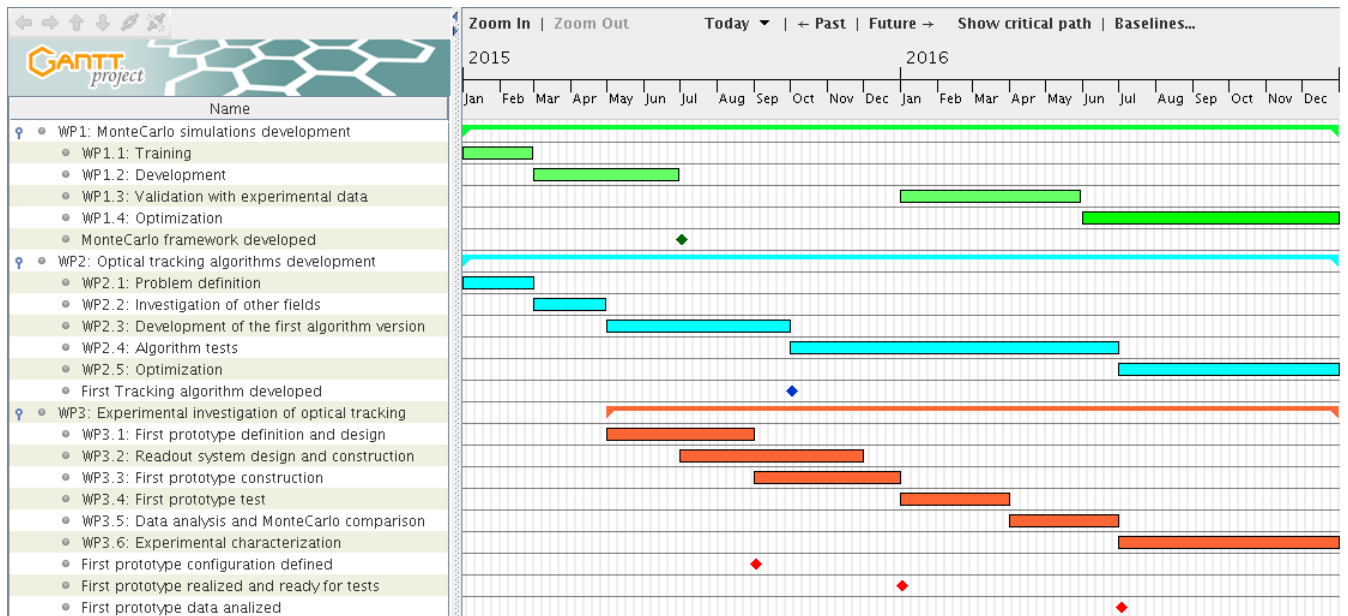 Zoom In | Zoom Out Today ▼ | ← Past | Future → Show critical path | Baselines...
GANTT
project
2015 2016
Name
Jan Feb Mar Apr May Jun Jul Aug Sep Oct Nov Dec Jan Feb Mar Apr May Jun Jul Aug Sep Oct Nov Dec
WP1: MonteCarlo simulations development
WP1.1: Training
WP1.2: Development
WP1.3: Validation with experimental data
WP1.4: Optimization
MonteCarlo framework developed
WP2: Optical tracking algorithms development
WP2.1: Problem definition
WP2.2: Investigation of other fields
WP2.3: Development of the first algorithm version
WP2.4: Algorithm tests
WP2.5: Optimization
First Tracking algorithm developed
WP3: Experimental investigation of optical tracking
WP3.1: First prototype definition and design
WP3.2: Readout system design and construction
WP3.3: First prototype construction
WP3.4: First prototype test
WP3.5: Data analysis and MonteCarlo comparison
WP3.6: Experimental characterization
First prototype configuration defined
First prototype realized and ready for tests
First prototype data analized